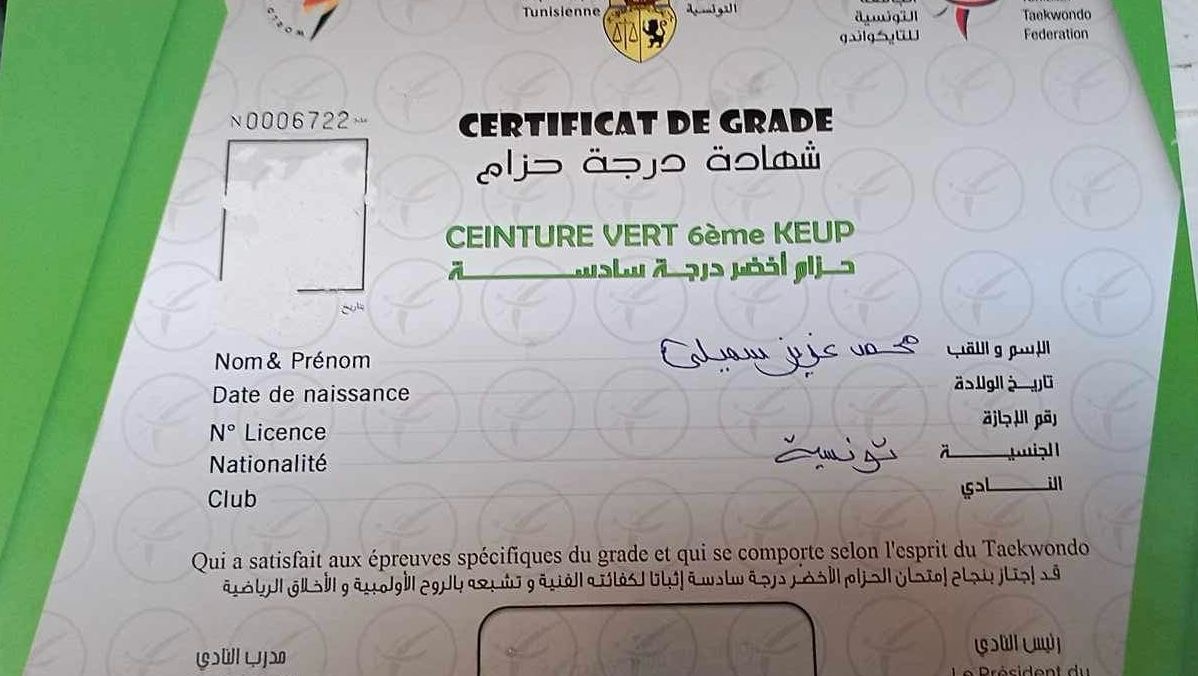 Tunisienne
التونسية
التونسية
للتايكواندو
Taekwondo
Federation
N0006722
CERTIFICAT DE GRADE
شهادة درجة حزام
CEINTURE VERT 6ème KEUP
حزام أخضر درجة سادسة
بتاريخ
Nom & Prénom محمد عزيز سميلي الإسم و اللقب
Date de naissance تاريخ الولادة
N° Licence رقم الإجازة
Nationalité تونسية الجنسية
Club النادي
Qui a satisfait aux épreuves spécifiques du grade et qui se comporte selon l'esprit du Taekwondo
قد إجتاز بنجاح إمتحان الحزام الأخضر درجة سادسة إثباتا لكفائته الفنية و تشبعه بالروح الأولمبية و الأخلاق الرياضية
مدرب النادي رئيس النادي
Le Président du